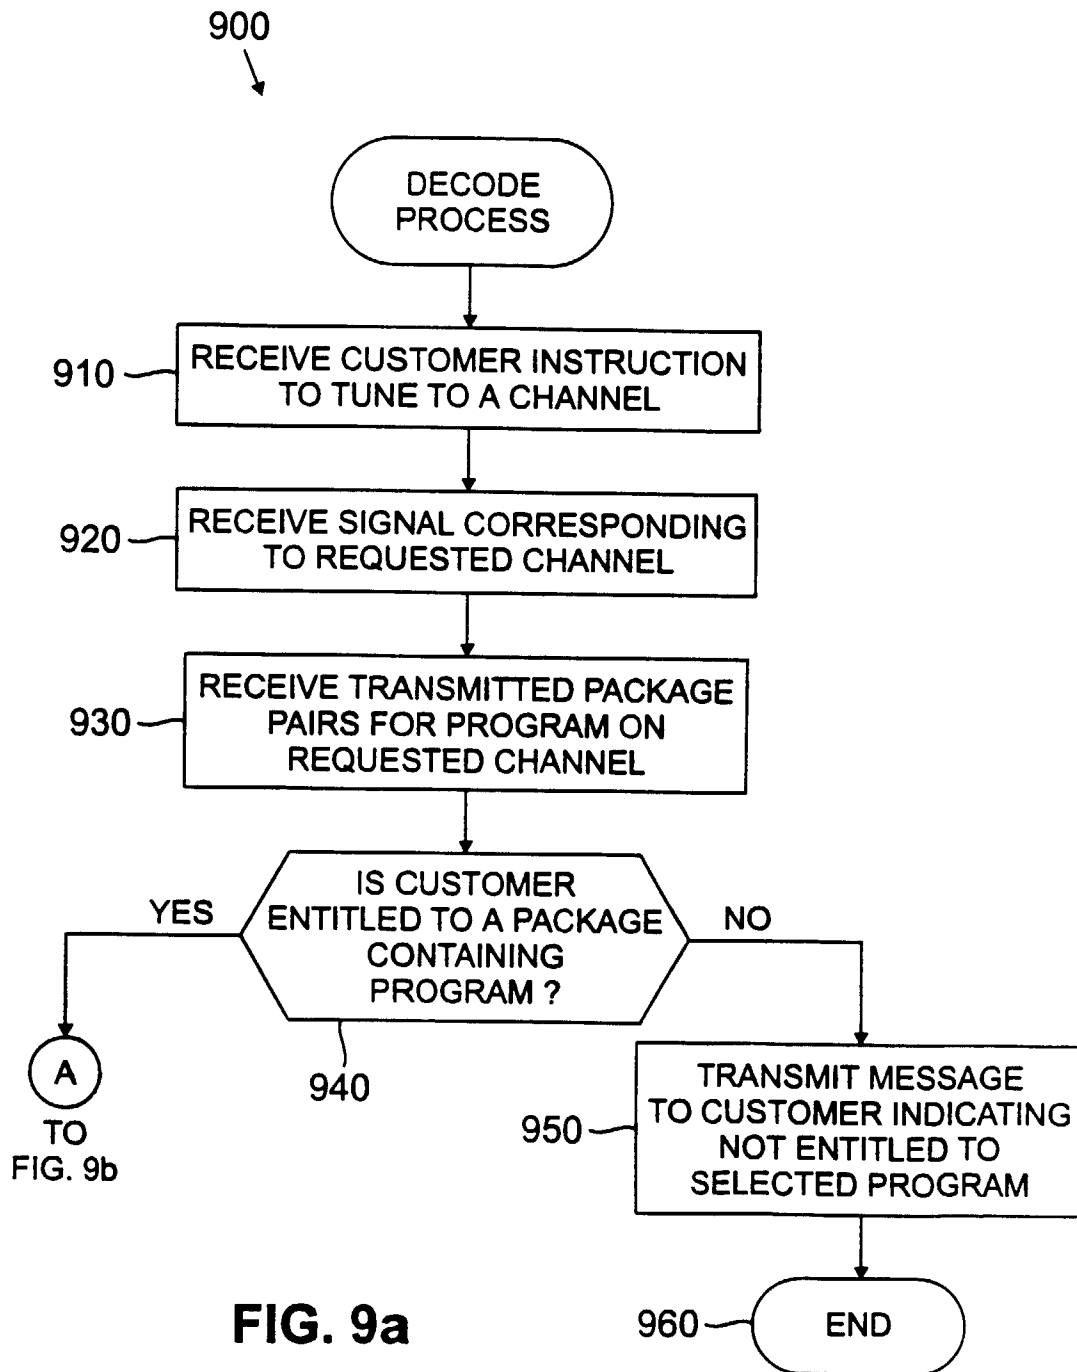 900
DECODE
PROCESS
910
RECEIVE CUSTOMER INSTRUCTION
TO TUNE TO A CHANNEL
920
RECEIVE SIGNAL CORRESPONDING
TO REQUESTED CHANNEL
930
RECEIVE TRANSMITTED PACKAGE
PAIRS FOR PROGRAM ON
REQUESTED CHANNEL
IS CUSTOMER
ENTITLED TO A PACKAGE
CONTAINING
PROGRAM ?
YES
NO
940
A
TO
FIG. 9b
950
TRANSMIT MESSAGE
TO CUSTOMER INDICATING
NOT ENTITLED TO
SELECTED PROGRAM
960
END
FIG. 9a